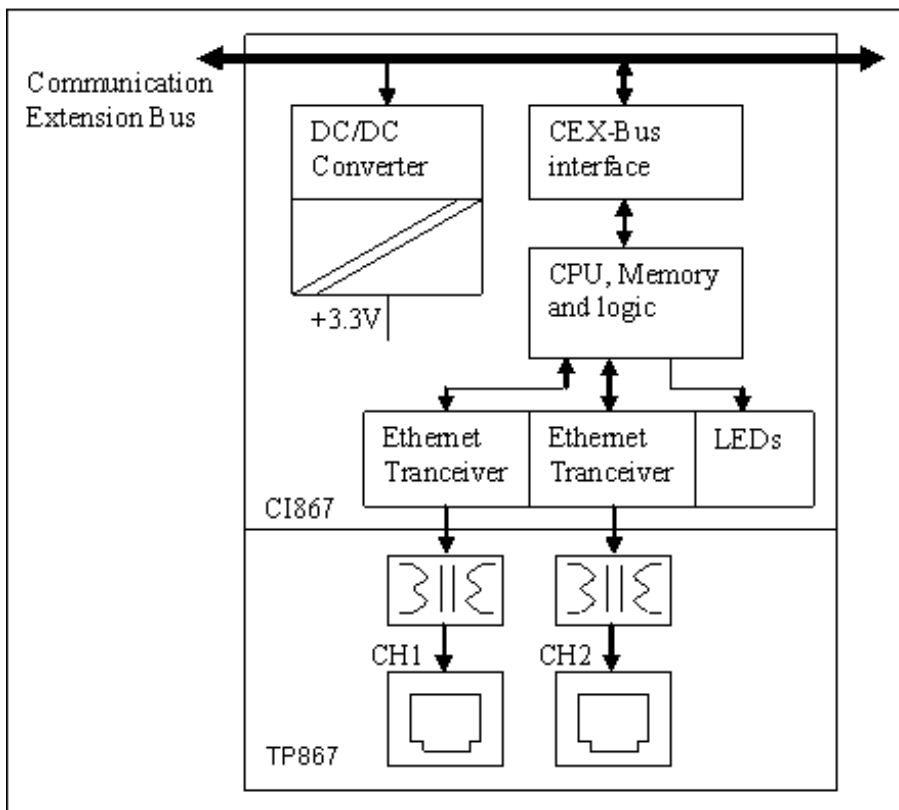 Communication
Extension Bus
DC/DC
Converter
CEX-Bus
interface
+3.3V
CPU, Memory
and logic
Ethernet
Tranceiver
Ethernet
Tranceiver
LEDs
CI867
CH1
CH2
TP867